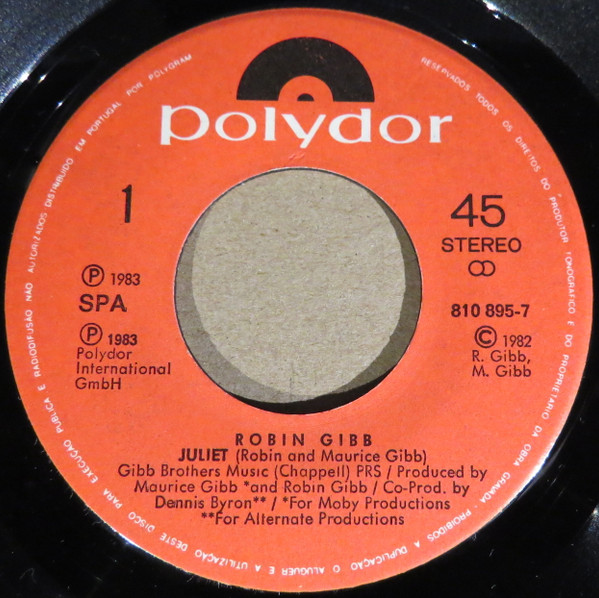 polydor
1
45
STEREO
℗ 1983
SPA
℗ 1983
Polydor
International
GmbH
810 895-7
© 1982
R. Gibb,
M. Gibb
ROBIN GIBB
JULIET (Robin and Maurice Gibb)
Gibb Brothers Music (Chappell) PRS / Produced by
Maurice Gibb *and Robin Gibb / Co-Prod. by
Dennis Byron** / *For Moby Productions
**For Alternate Productions
RESERVADOS TODOS OS DIREITOS DO PRODUTOR FONOGRÁFICO E DO PROPRIETÁRIO DA OBRA GRAVADA - PROIBIDOS A DUPLICAÇÃO O ALUGUER E A UTILIZAÇÃO DESTE DISCO PARA EXECUÇÃO PUBLICA E RADIODIFUSÃO NÃO AUTORIZADOS DISTRIBUIDO EM PORTUGAL POR POLYGRAM